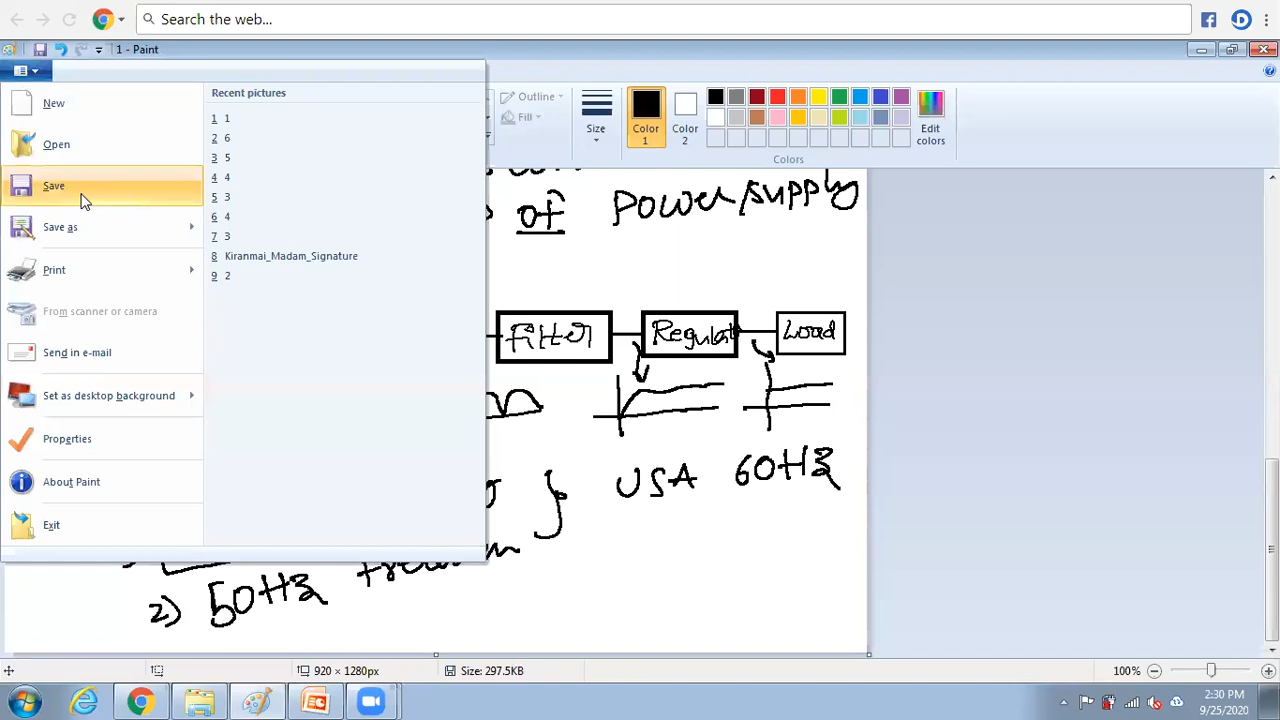 Search the web...
1 - Paint
New
Open
Save
Save as
Print
From scanner or camera
Send in e-mail
Set as desktop background
Properties
About Paint
Exit
Recent pictures
1 1
2 6
3 5
4 4
5 3
6 4
7 3
8 Kiranmai_Madam_Signature
9 2
Outline
Fill
Size
Color
1
Color
2
Edit
colors
Colors
of Power/supply
Filter
Regulat
Load
USA 60Hz
2) 50Hz
920 × 1280px
Size: 297.5KB
100%
2:30 PM
9/25/2020